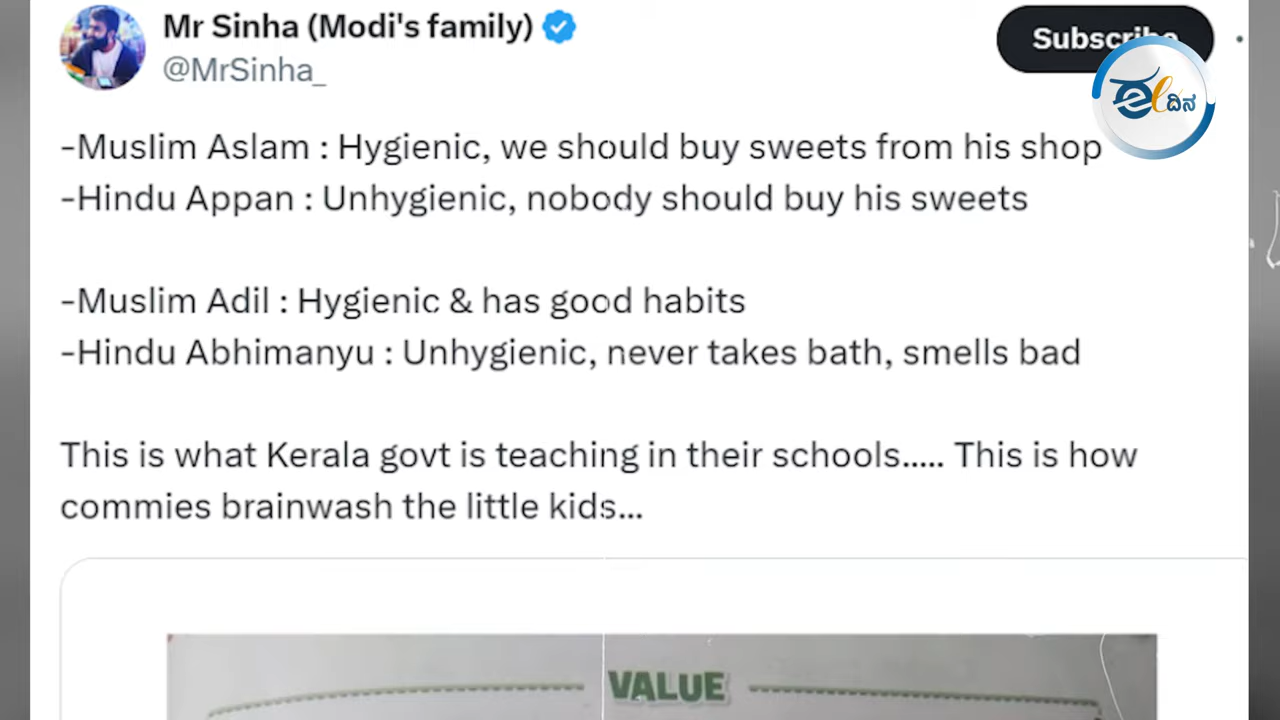 Mr Sinha (Modi's family)
@MrSinha_
Subscribe
eಲ ದಿನ
-Muslim Aslam : Hygienic, we should buy sweets from his shop
-Hindu Appan : Unhygienic, nobody should buy his sweets
-Muslim Adil : Hygienic & has good habits
-Hindu Abhimanyu : Unhygienic, never takes bath, smells bad
This is what Kerala govt is teaching in their schools..... This is how
commies brainwash the little kids...
VALUE